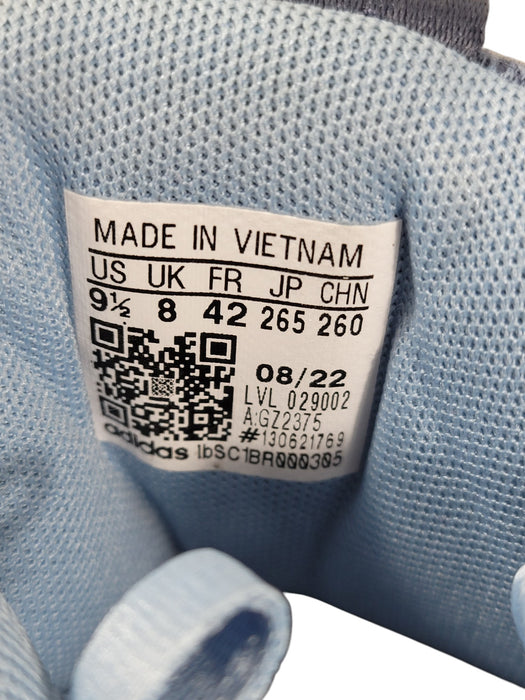 MADE IN VIETNAM
US UK FR JP CHN
9½ 8 42 265 260
08/22
LVL 029002
A:GZ2375
#130621769
adidas IbSC1BR000305